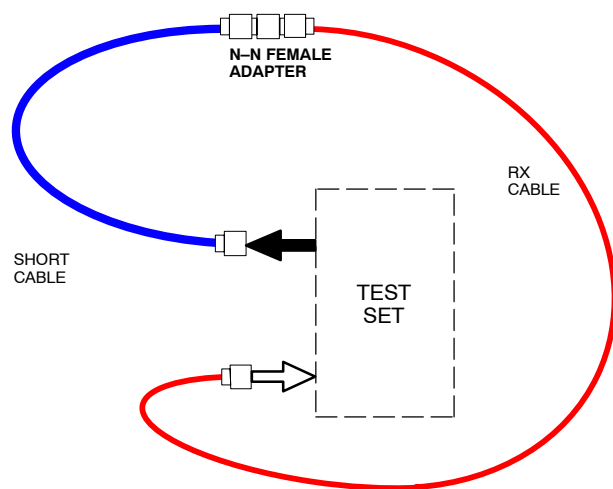 N–N FEMALE
ADAPTER
RX
CABLE
SHORT
CABLE
TEST
SET